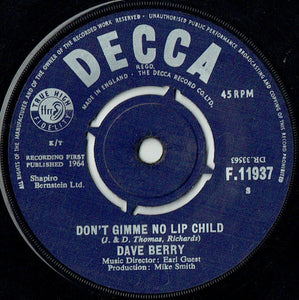 ALL RIGHTS OF THE MANUFACTURER AND OF THE OWNER OF THE RECORDED WORK RESERVED. UNAUTHORISED PUBLIC PERFORMANCE, BROADCASTING AND COPYING OF THIS RECORD PROHIBITED
DECCA
REGD.
MADE IN ENGLAND, THE DECCA RECORD CO. LTD.
TRUE HIGH
ffrr
FIDELITY
45 RPM
E/T
RECORDING FIRST
PUBLISHED 1964
Shapiro
Bernstein Ltd.
DR. 33563
F.11937
S
DON'T GIMME NO LIP CHILD
(J. & D. Thomas, Richards)
DAVE BERRY
Music Director: Earl Guest
Production: Mike Smith